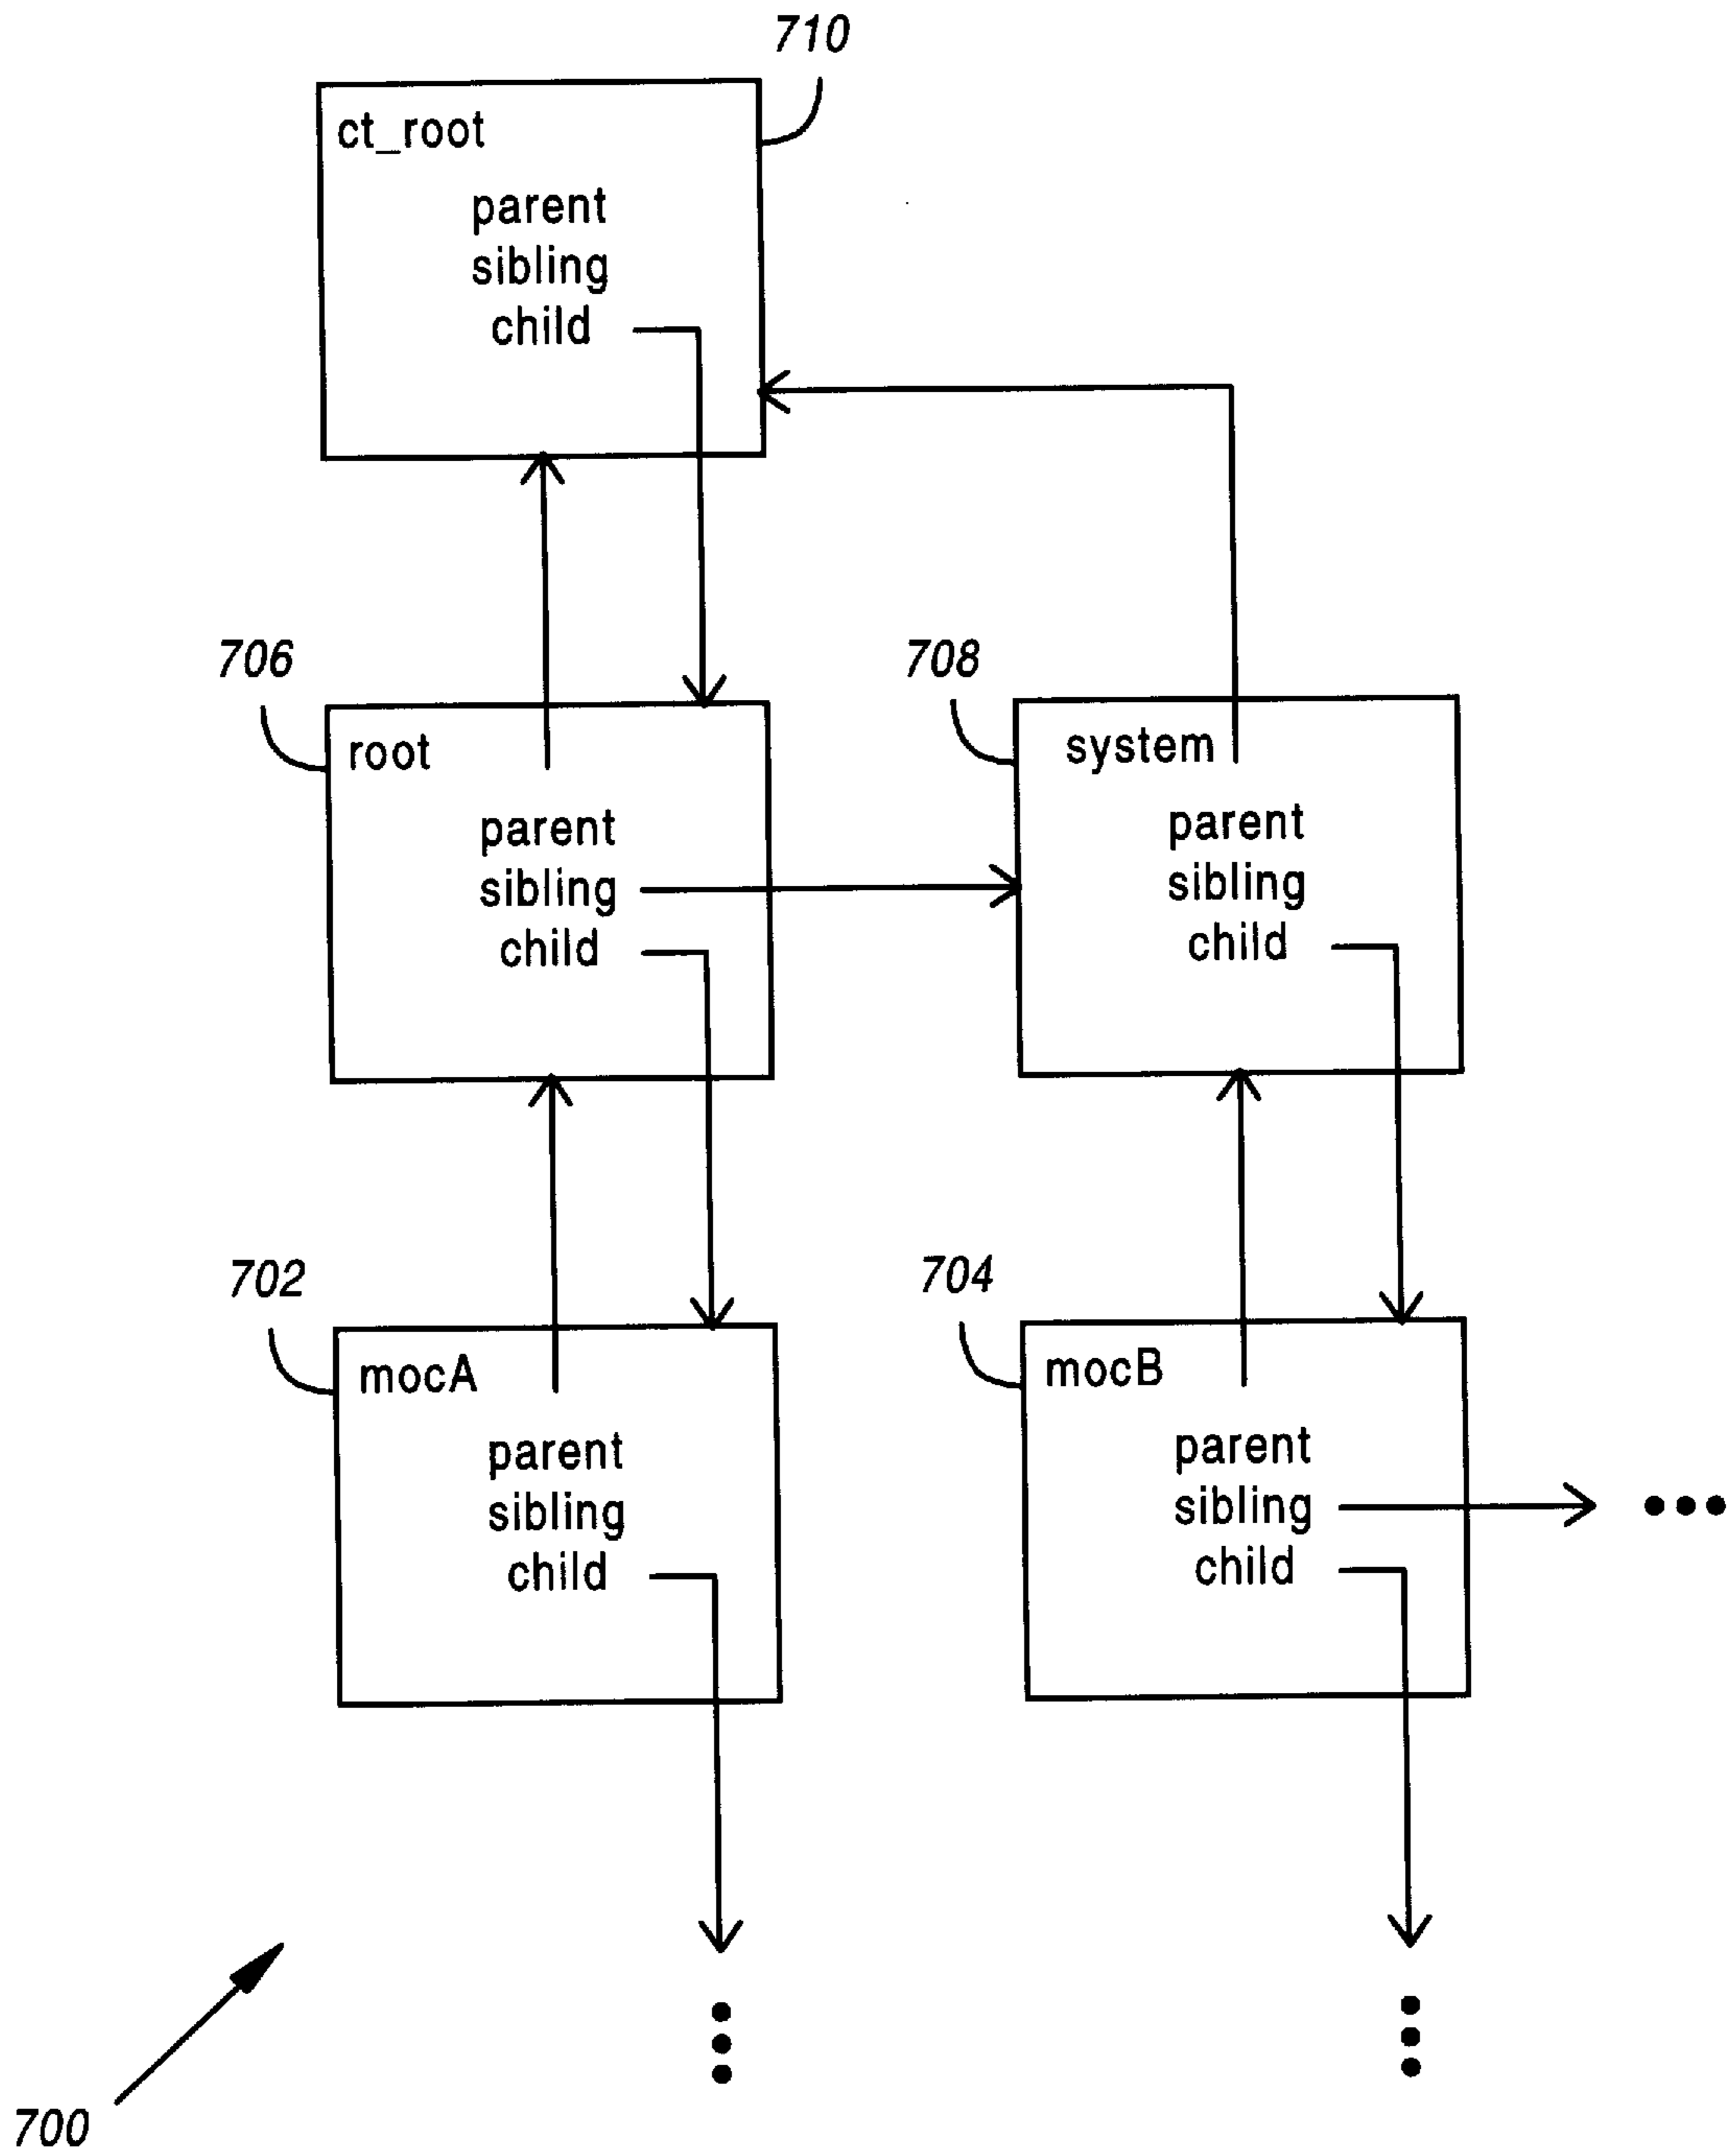 710
ct_root
parent
sibling
child
706
708
root
system
parent
sibling
child
parent
sibling
child
702
704
mocA
mocB
parent
sibling
child
parent
sibling
child
700